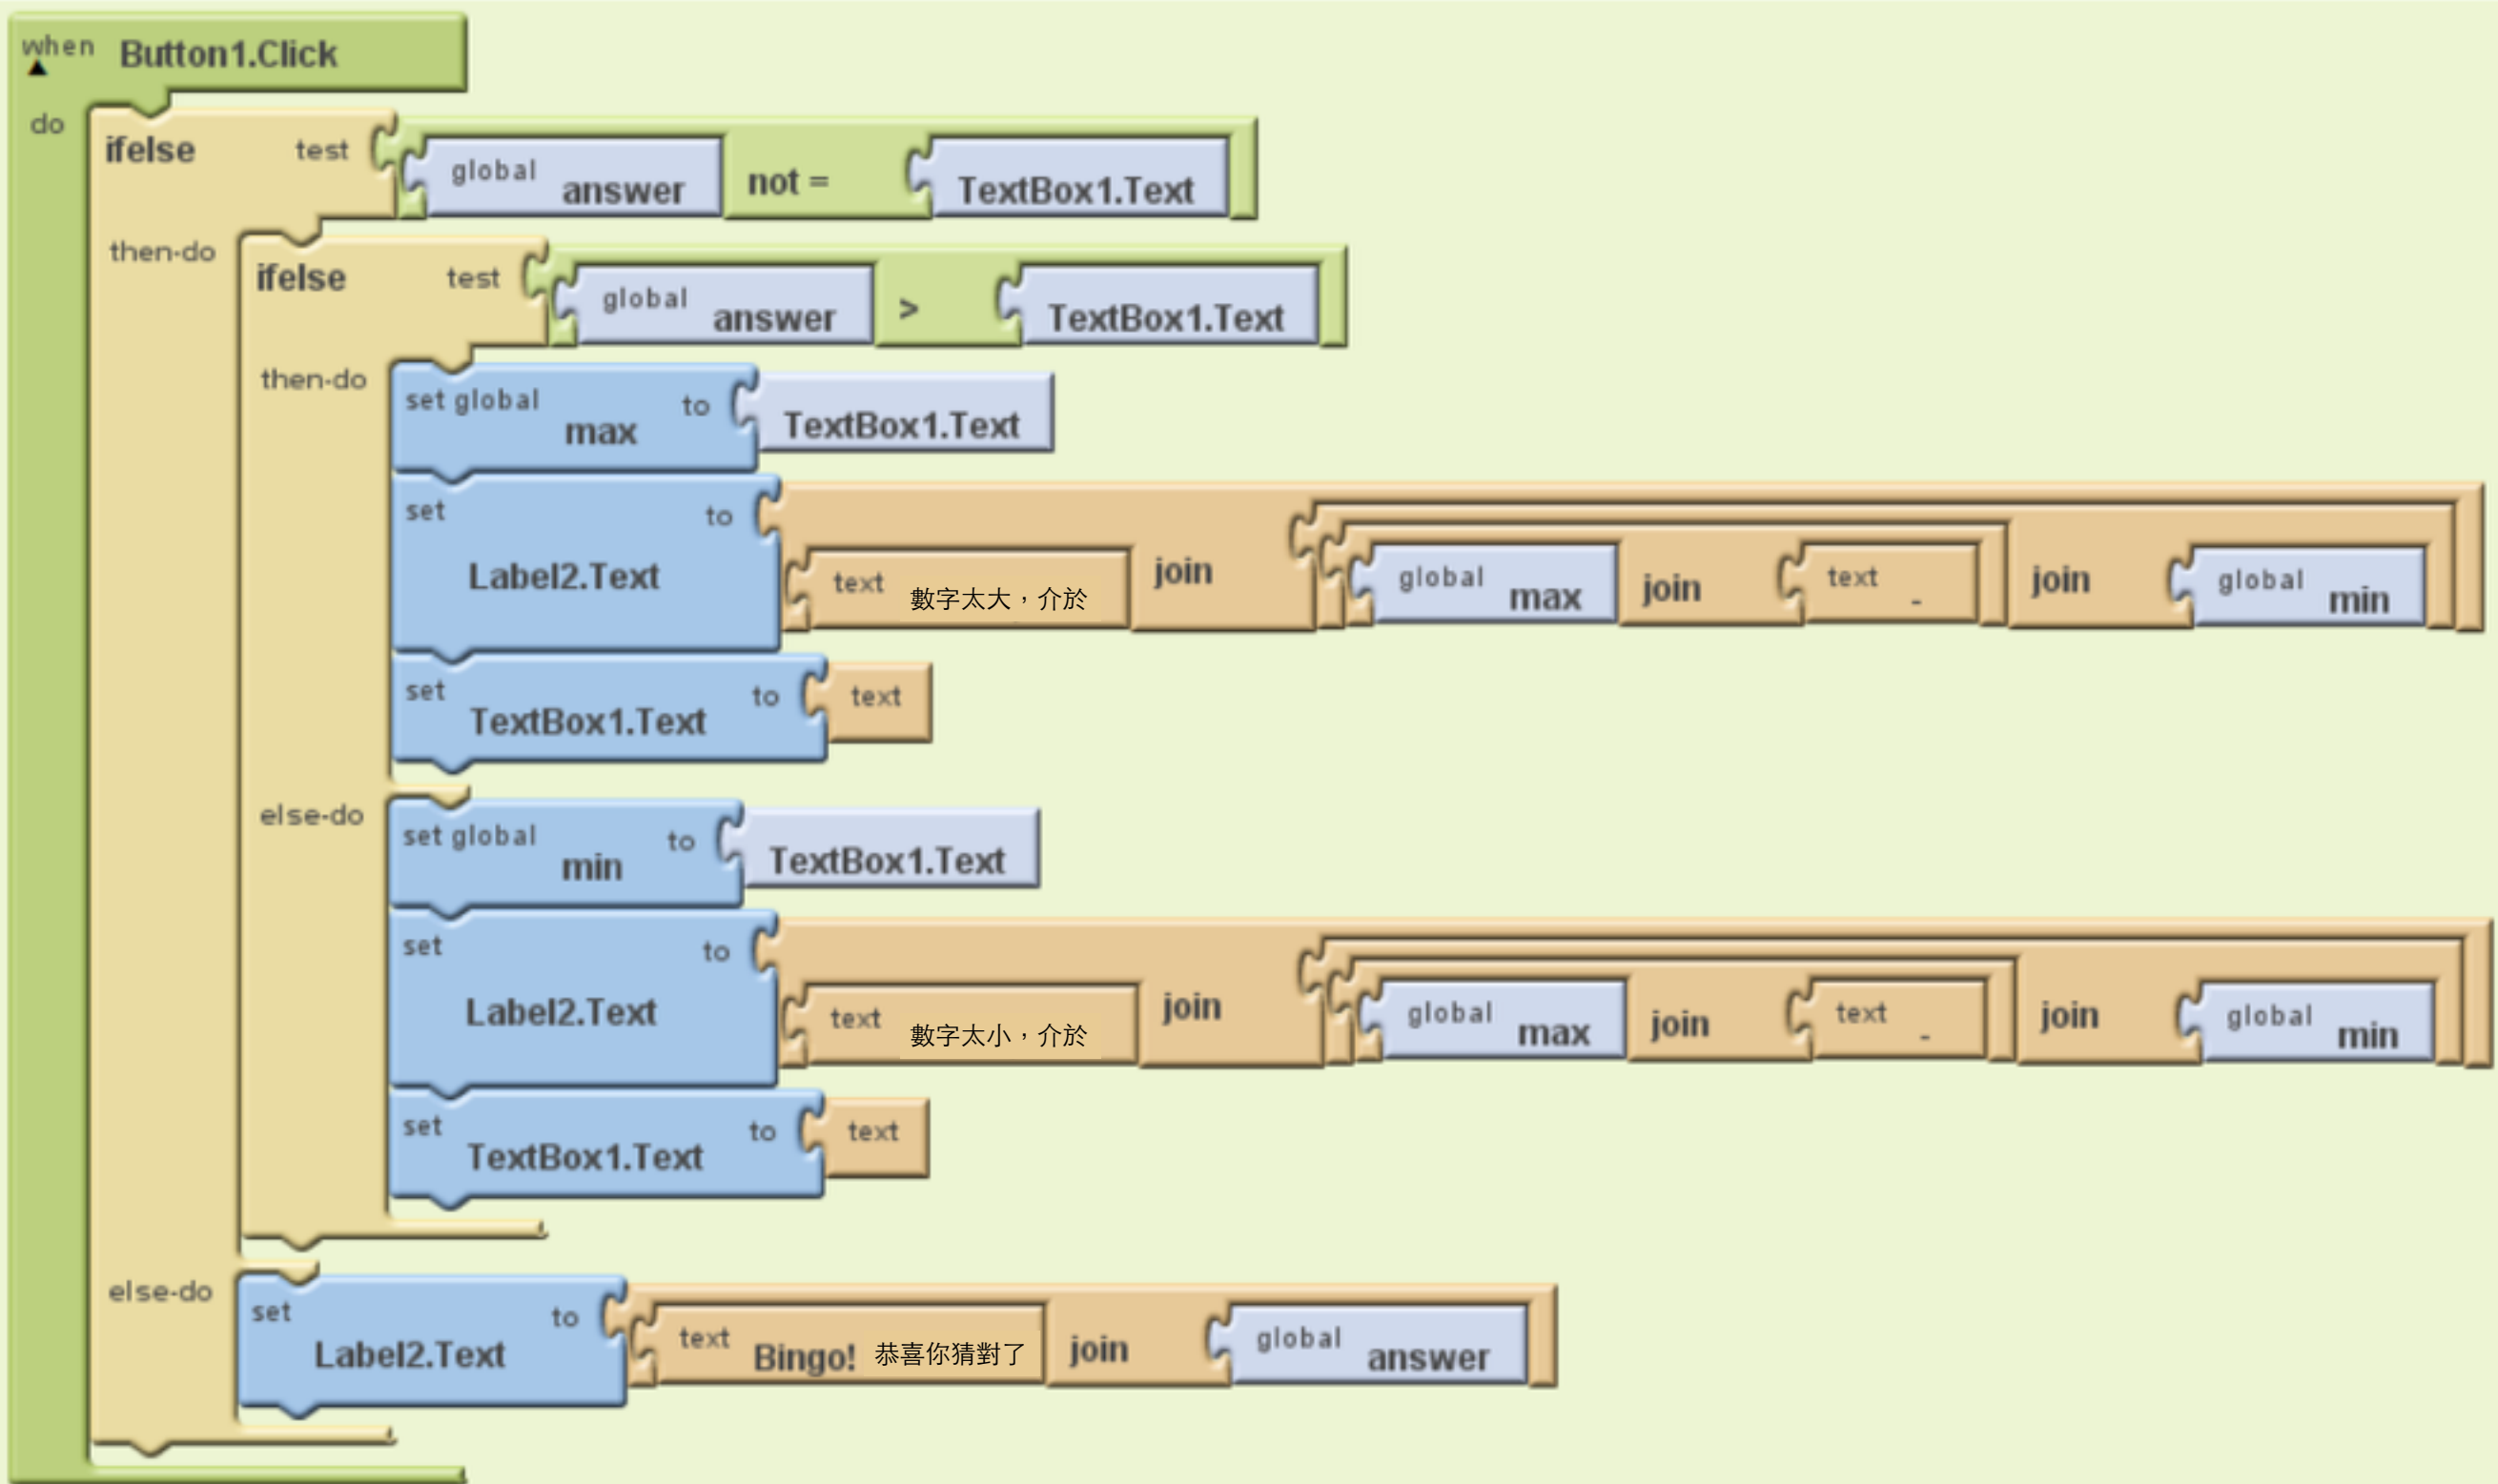 when Button1.Click
do ifelse test global answer not = TextBox1.Text
then-do ifelse test global answer > TextBox1.Text
then-do set global max to TextBox1.Text
set Label2.Text to text 數字太大，介於 join global max join text - join global min
set TextBox1.Text to text
else-do set global min to TextBox1.Text
set Label2.Text to text 數字太小，介於 join global max join text - join global min
set TextBox1.Text to text
else-do set Label2.Text to text Bingo! 恭喜你猜對了 join global answer